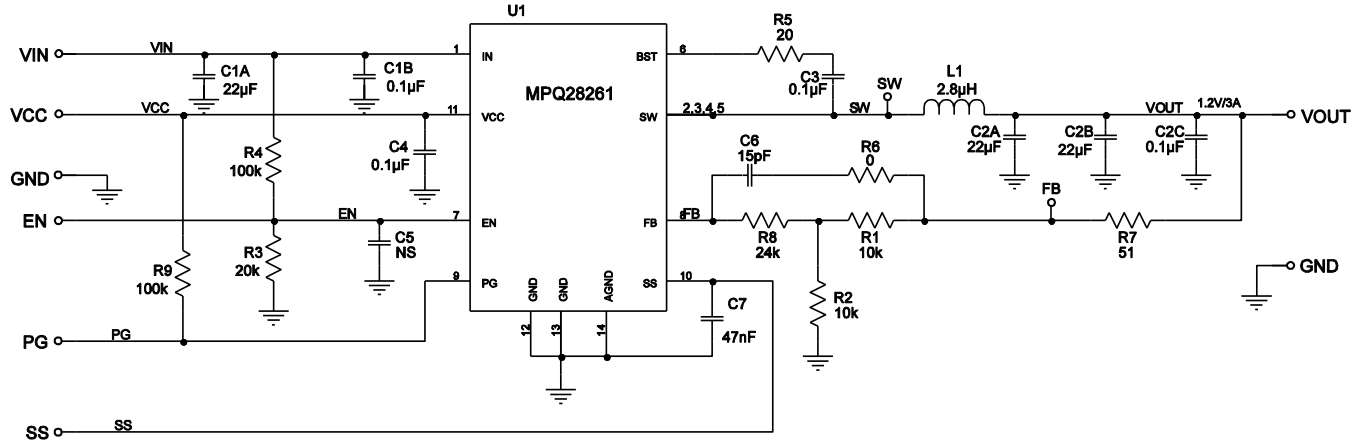 U1
VIN
VIN
1
IN
BST
6
R5
20
C1A
22µF
C1B
0.1µF
C3
0.1µF
SW
L1
2.8µH
MPQ28261
VCC
VCC
11
VCC
SW
2,3,4,5
SW
VOUT
1.2V/3A
VOUT
R4
100k
C4
0.1µF
C6
15pF
R6
0
C2A
22µF
C2B
22µF
C2C
0.1µF
GND
EN
EN
7
EN
FB
8
FB
FB
C5
NS
R3
20k
R8
24k
R1
10k
R7
51
R9
100k
9
PG
GND
GND
AGND
SS
10
GND
12
13
14
C7
47nF
R2
10k
PG
PG
SS
SS